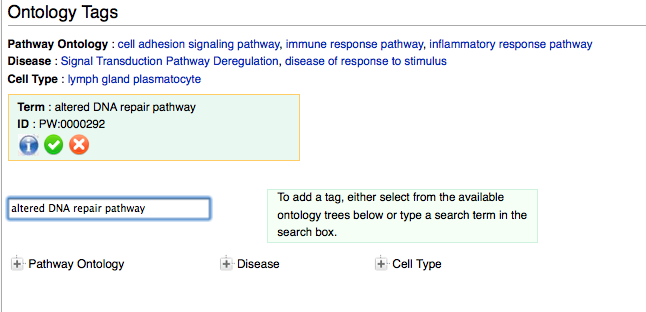 Ontology Tags
Pathway Ontology : cell adhesion signaling pathway, immune response pathway, inflammatory response pathway
Disease : Signal Transduction Pathway Deregulation, disease of response to stimulus
Cell Type : lymph gland plasmatocyte
Term : altered DNA repair pathway
ID : PW:0000292
altered DNA repair pathway
To add a tag, either select from the available
ontology trees below or type a search term in the
search box.
Pathway Ontology
Disease
Cell Type